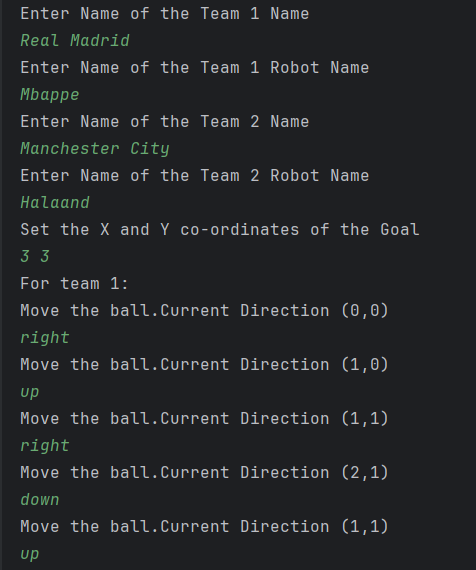 Enter Name of the Team 1 Name
Real Madrid
Enter Name of the Team 1 Robot Name
Mbappe
Enter Name of the Team 2 Name
Manchester City
Enter Name of the Team 2 Robot Name
Halaand
Set the X and Y co-ordinates of the Goal
3 3
For team 1:
Move the ball.Current Direction (0,0)
right
Move the ball.Current Direction (1,0)
up
Move the ball.Current Direction (1,1)
right
Move the ball.Current Direction (2,1)
down
Move the ball.Current Direction (1,1)
up